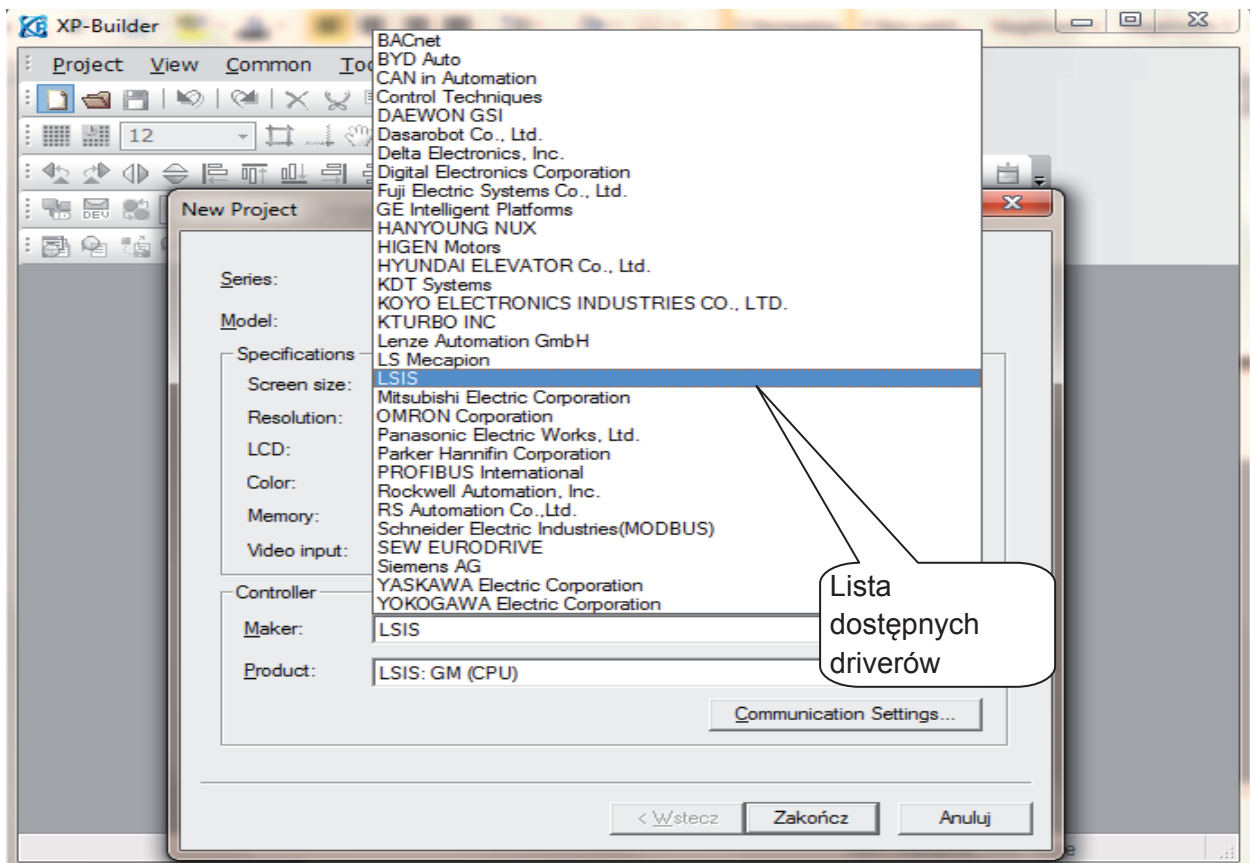 XP-Builder
Project View Common
12
BACnet
BYD Auto
CAN in Automation
Control Techniques
DAEWON GSI
Dasarobot Co., Ltd.
Delta Electronics, Inc.
Digital Electronics Corporation
Fuji Electric Systems Co., Ltd.
GE Intelligent Platforms
HANYOUNG NUX
HIGEN Motors
HYUNDAI ELEVATOR Co., Ltd.
KDT Systems
KOYO ELECTRONICS INDUSTRIES CO., LTD.
KTURBO INC
Lenze Automation GmbH
LS Mecapion
LSIS
Mitsubishi Electric Corporation
OMRON Corporation
Panasonic Electric Works, Ltd.
Parker Hannifin Corporation
PROFIBUS International
Rockwell Automation, Inc.
RS Automation Co.,Ltd.
Schneider Electric Industries(MODBUS)
SEW EURODRIVE
Siemens AG
YASKAWA Electric Corporation
YOKOGAWA Electric Corporation
DEV
New Project
Series:
Model:
Specifications
Screen size:
Resolution:
LCD:
Color:
Memory:
Video input:
Controller
Maker: LSIS
Product: LSIS: GM (CPU)
Communication Settings...
< Wstecz Zakończ Anuluj
Lista
dostępnych
driverów